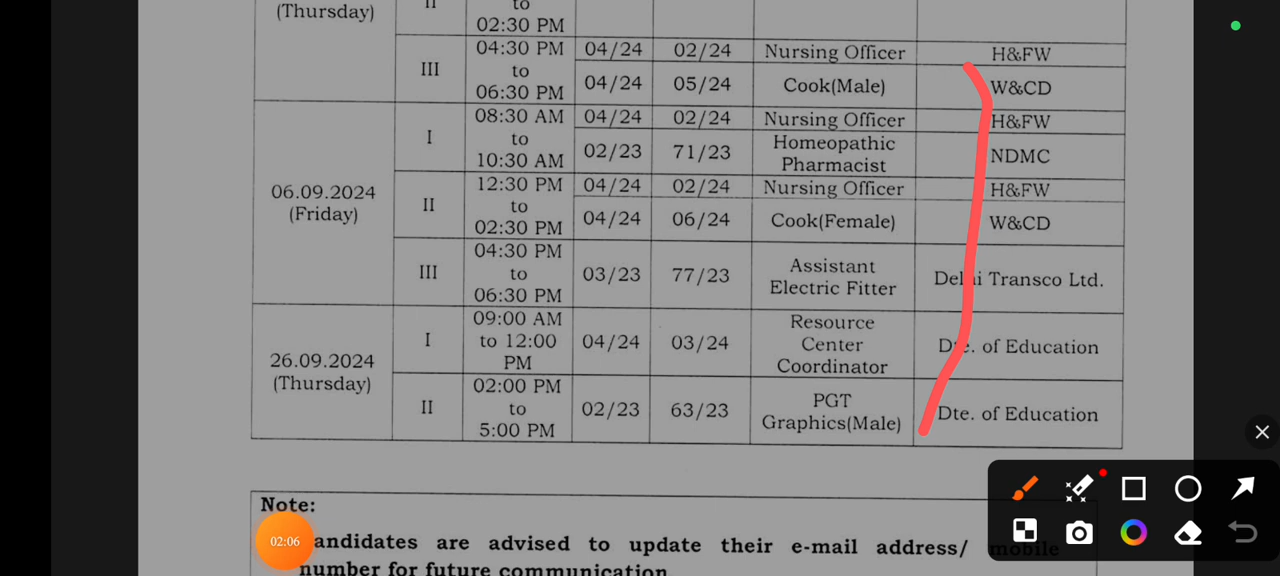 (Thursday)
II
to
02:30 PM
III
04:30 PM
to
06:30 PM
04/24 02/24 Nursing Officer H&FW
04/24 05/24 Cook(Male) W&CD
06.09.2024
(Friday)
I
08:30 AM
to
10:30 AM
04/24 02/24 Nursing Officer H&FW
02/23 71/23 Homeopathic
Pharmacist NDMC
II
12:30 PM
to
02:30 PM
04/24 02/24 Nursing Officer H&FW
04/24 06/24 Cook(Female) W&CD
III
04:30 PM
to
06:30 PM
03/23 77/23 Assistant
Electric Fitter Delhi Transco Ltd.
26.09.2024
(Thursday)
I
09:00 AM
to 12:00
PM
04/24 03/24 Resource
Center
Coordinator Dte. of Education
II
02:00 PM
to
5:00 PM
02/23 63/23 PGT
Graphics(Male) Dte. of Education
Note:
andidates are advised to update their e-mail address/ mobile
number for future communication.
02:06